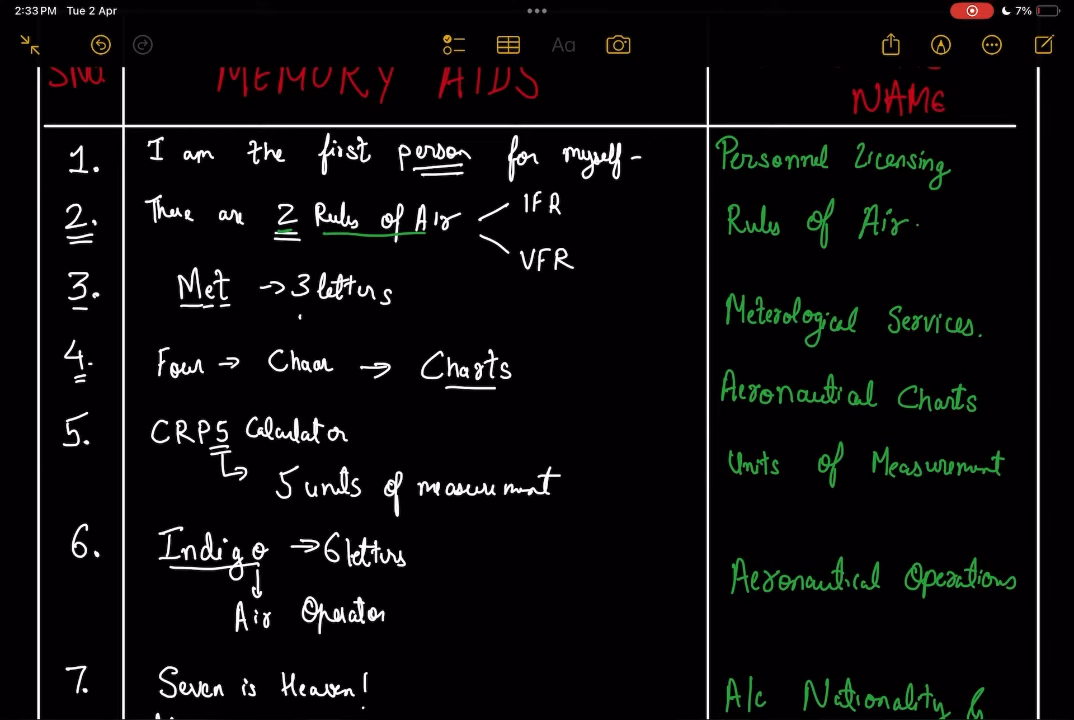 2:33 PM Tue 2 Apr
7%
Aa
MEMORY AIDS
NAME
1. I am the first person for myself - Personnel Licensing
2. There are 2 Rules of Air IFR Rules of Air.
VFR
3. Met → 3 letters Meterological Services.
4. Four → Chaar → Charts Aeronautical Charts
5. CRP5 Calculator Units of Measurement
5 units of measurement
6. Indigo → 6 letters Aeronautical Operations
Air Operator
7. Seven is Heaven! A/c Nationality &